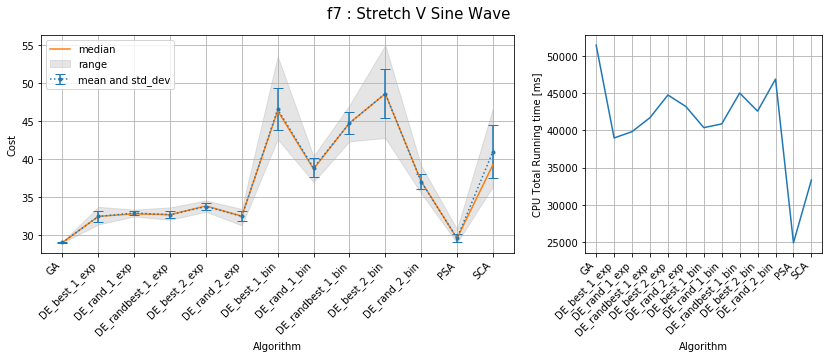 f7 : Stretch V Sine Wave
median
range
mean and std_dev
Cost
55
50
45
40
35
30
GA
DE_best_1_exp
DE_rand_1_exp
DE_randbest_1_exp
DE_best_2_exp
DE_rand_2_exp
DE_best_1_bin
DE_rand_1_bin
DE_randbest_1_bin
DE_best_2_bin
DE_rand_2_bin
PSA
SCA
Algorithm
CPU Total Running time [ms]
50000
45000
40000
35000
30000
25000
GA
DE_best_1_exp
DE_rand_1_exp
DE_randbest_1_exp
DE_best_2_exp
DE_rand_2_exp
DE_best_1_bin
DE_rand_1_bin
DE_randbest_1_bin
DE_best_2_bin
DE_rand_2_bin
PSA
SCA
Algorithm